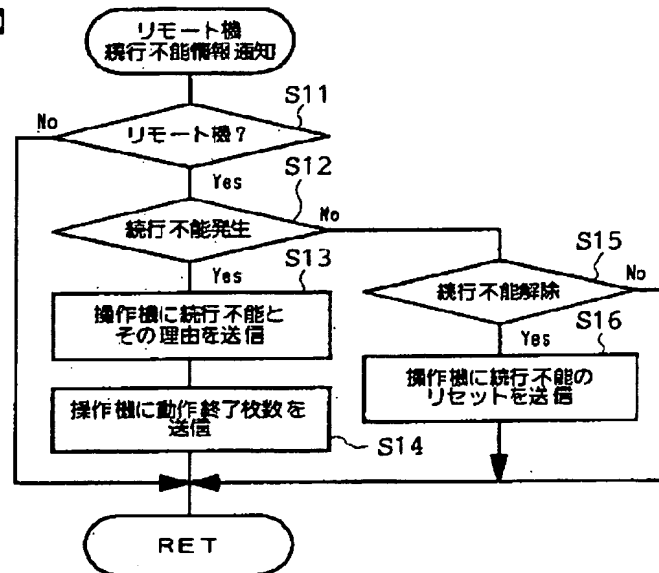 】
リモート機
続行不能情報通知
S11
No
リモート機?
Yes
S12
No
続行不能発生
Yes
S13
操作機に続行不能と
その理由を送信
操作機に動作終了枚数を
送信
S14
S15
No
続行不能解除
Yes
S16
操作機に続行不能の
リセットを送信
RET